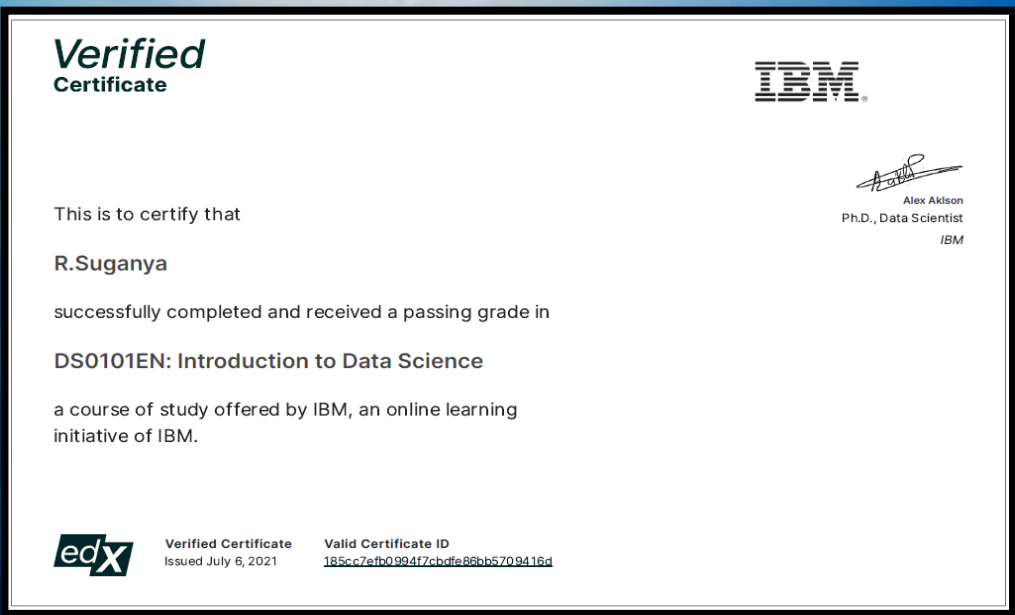 Verified
Certificate
IBM®
Alex Aklson
Ph.D., Data Scientist
IBM
This is to certify that
R.Suganya
successfully completed and received a passing grade in
DS0101EN: Introduction to Data Science
a course of study offered by IBM, an online learning
initiative of IBM.
edX
Verified Certificate
Issued July 6, 2021
Valid Certificate ID
185cc7efb0994f7cbdfe86bb5709416d